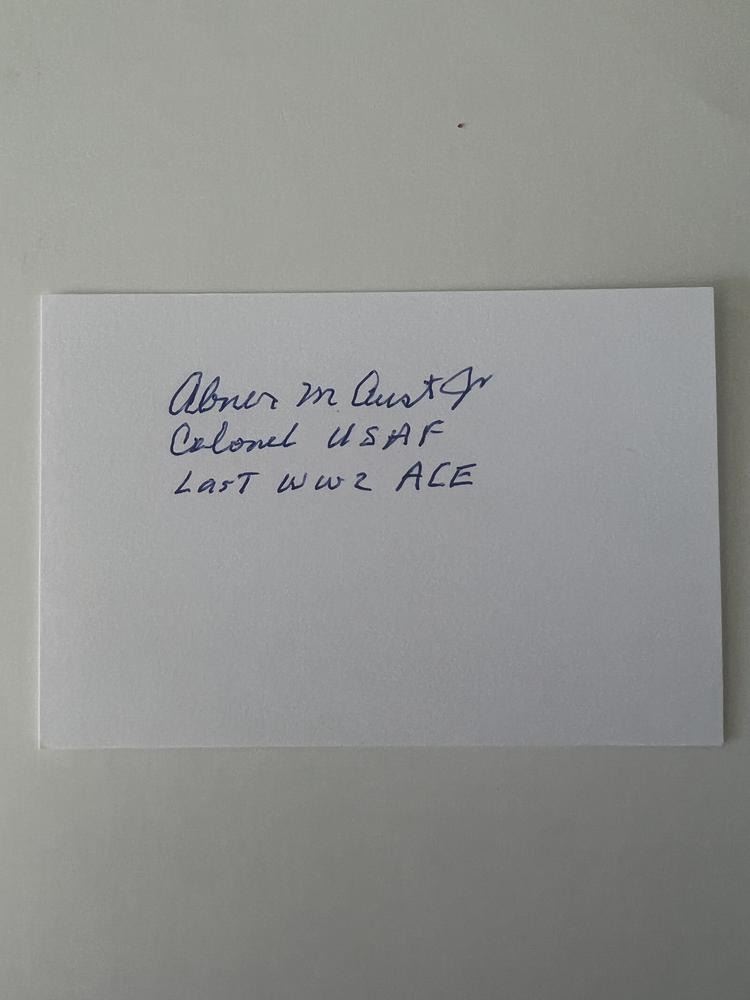 Abner M. Aust Jr
Colonel USAF
Last WW2 ACE